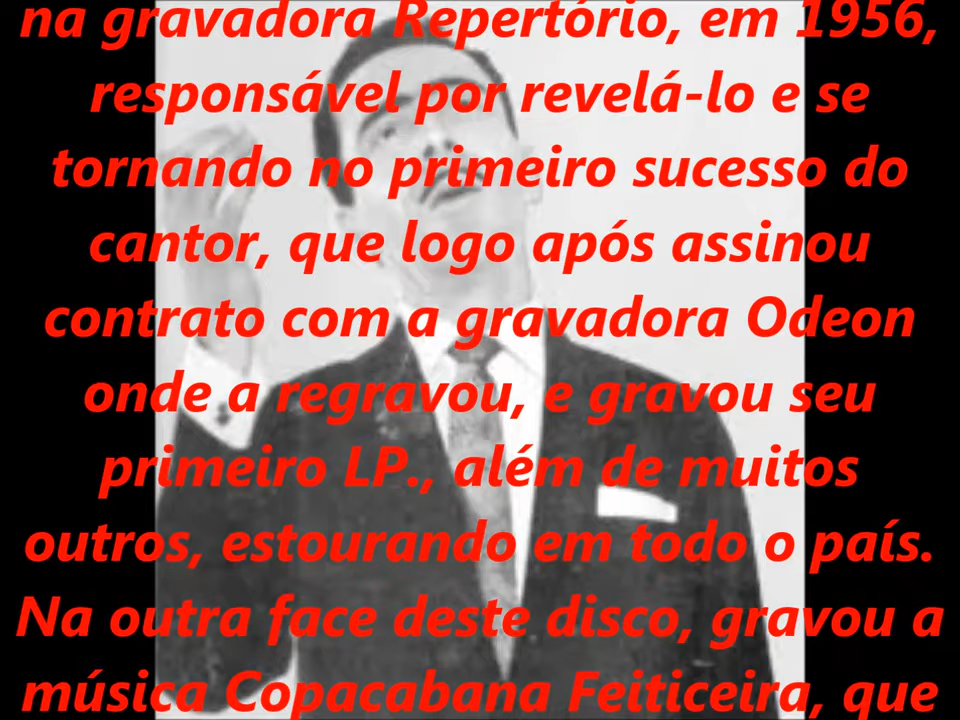 na gravadora Repertório, em 1956,
responsável por revelá-lo e se
tornando no primeiro sucesso do
cantor, que logo após assinou
contrato com a gravadora Odeon
onde a regravou, e gravou seu
primeiro LP., além de muitos
outros, estourando em todo o país.
Na outra face deste disco, gravou a
música Copacabana Feiticeira, que